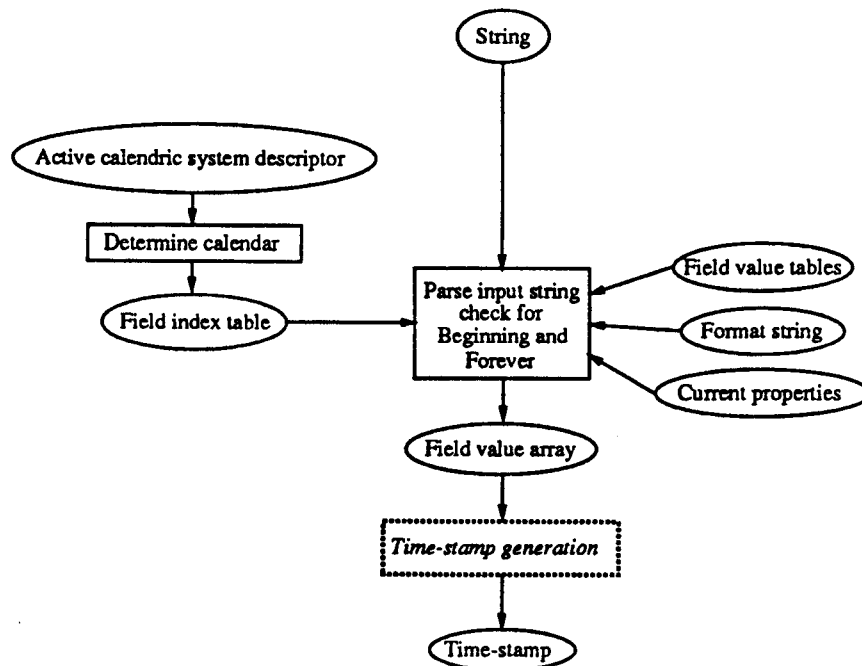 String
Active calendric system descriptor
Determine calendar
Field index table
Parse input string
check for
Beginning and
Forever
Field value tables
Format string
Current properties
Field value array
Time-stamp generation
Time-stamp